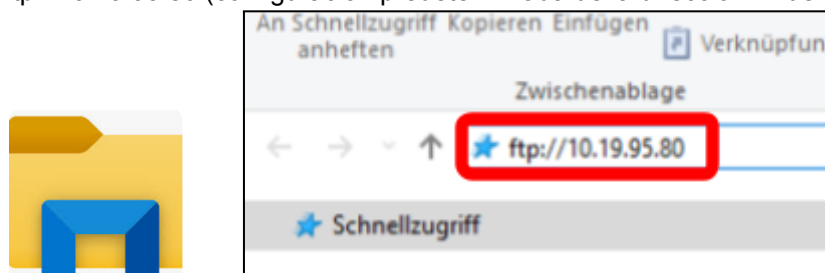 An Schnellzugriff Kopieren Einfügen
anheften
Verknüpfun
Zwischenablage
ftp://10.19.95.80
Schnellzugriff